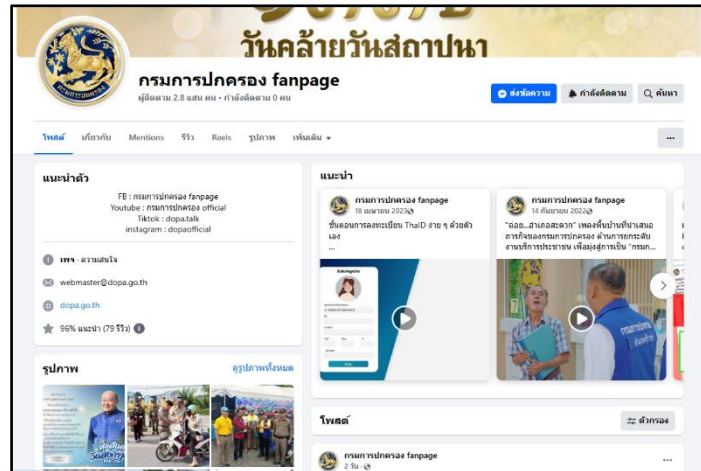 วันคล้ายวันสถาปนา
กรมการปกครอง fanpage
ผู้ติดตาม 2.8 แสน คน • กำลังติดตาม 0 คน
ส่งข้อความ
กำลังติดตาม
ค้นหา
โพสต์ เกี่ยวกับ Mentions รีวิว Reels รูปภาพ เพิ่มเติม
แนะนำตัว
FB : กรมการปกครอง fanpage
Youtube : กรมการปกครอง official
Tiktok : dopa.talk
instagram : dopaofficial
เพจ · ความสนใจ
webmaster@dopa.go.th
dopa.go.th
96% แนะนำ (79 รีวิว)
รูปภาพ
ดูรูปภาพทั้งหมด
แนะนำ
กรมการปกครอง fanpage
18 เมษายน 2023
ขั้นตอนการลงทะเบียน ThaID ง่าย ๆ ด้วยตัว
เอง
...
กรมการปกครอง fanpage
14 กันยายน 2022
"ถอย...อำเภอสะดวก" เพลงพื้นบ้านที่นำเสนอ
ภารกิจของกรมการปกครอง ด้านการยกระดับ
งานบริการประชาชน เพื่อมุ่งสู่การเป็น "กรมก...
โพสต์
ตัวกรอง
กรมการปกครอง fanpage
2 วัน